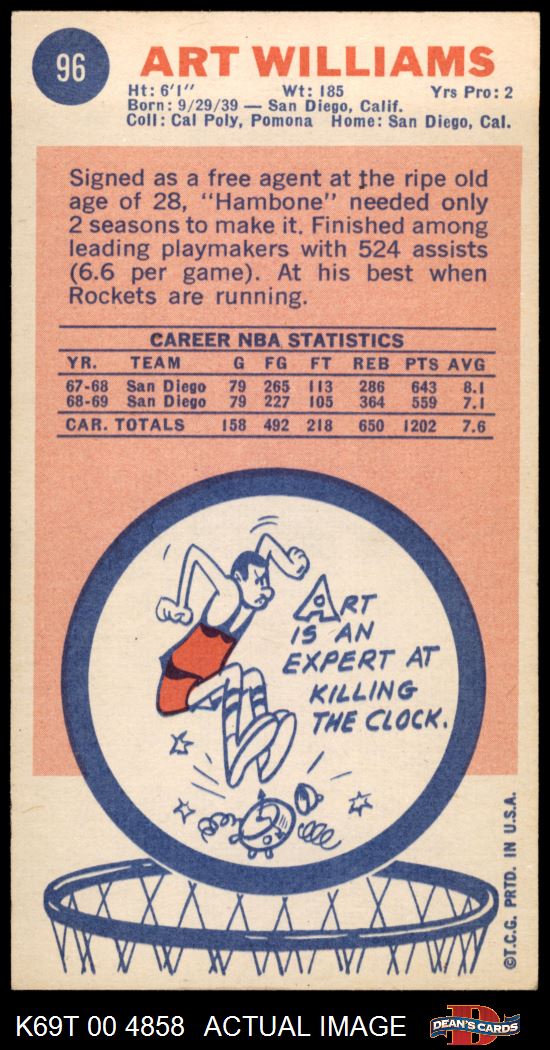 96
ART WILLIAMS
Ht: 6'1" Wt: 185 Yrs Pro: 2
Born: 9/29/39 — San Diego, Calif.
Coll: Cal Poly, Pomona Home: San Diego, Cal.
Signed as a free agent at the ripe old
age of 28, "Hambone" needed only
2 seasons to make it. Finished among
leading playmakers with 524 assists
(6.6 per game). At his best when
Rockets are running.
CAREER NBA STATISTICS
YR. TEAM G FG FT REB PTS AVG
67-68 San Diego 79 265 113 286 643 8.1
68-69 San Diego 79 227 105 364 559 7.1
CAR. TOTALS 158 492 218 650 1202 7.6
ART
IS AN
EXPERT AT
KILLING
THE CLOCK.
©T.C.G. PRTD. IN U.S.A.
K69T 00 4858 ACTUAL IMAGE
D
DEAN'S CARDS